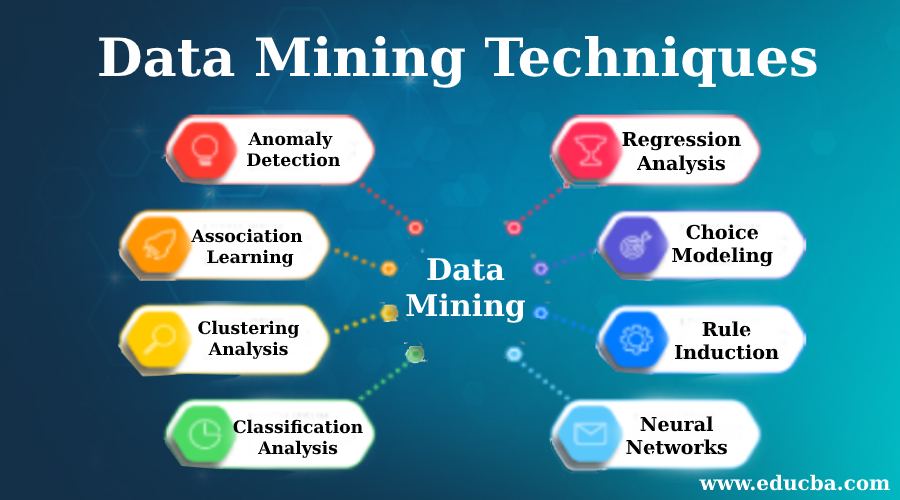 Data Mining Techniques
Anomaly
Detection
Association
Learning
Clustering
Analysis
Classification
Analysis
Data
Mining
Regression
Analysis
Choice
Modeling
Rule
Induction
Neural
Networks
www.educba.com